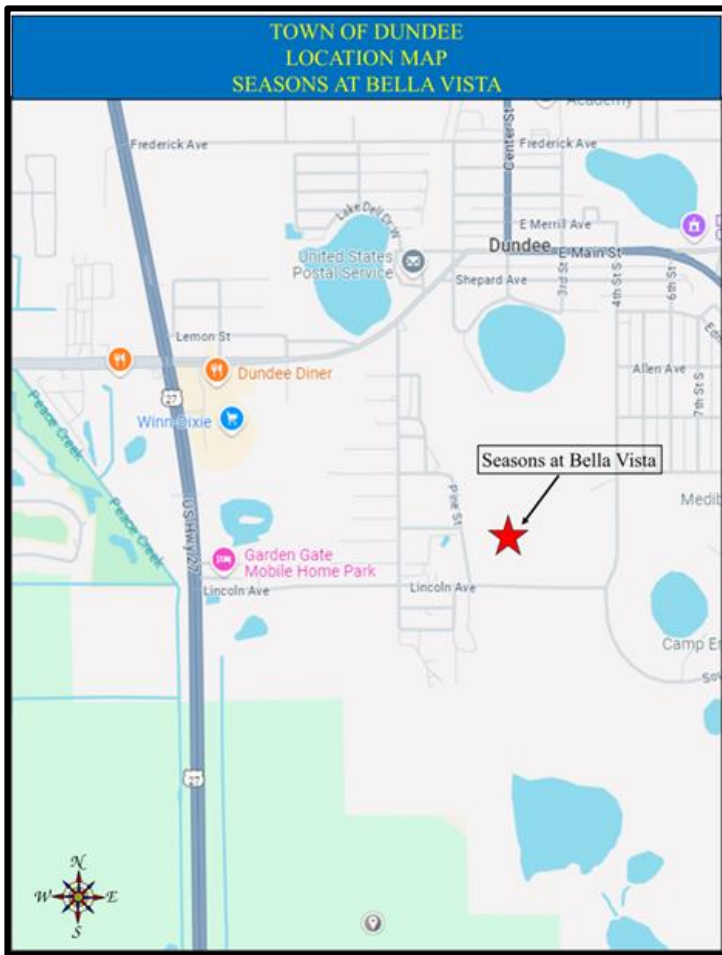 TOWN OF DUNDEE
LOCATION MAP
SEASONS AT BELLA VISTA
Academy
Frederick Ave
Center St
Frederick Ave
Lake Dell Dr W
E Merrill Ave
Dundee
E Main St
United States
Postal Service
Shepard Ave
3rd St
4th St S
6th St
Lemon St
Allen Ave
7th St S
Dundee Diner
27
Winn-Dixie
Peace Creek
Seasons at Bella Vista
Pine St
Peace Creek
US Hwy 27
Garden Gate
Mobile Home Park
Lincoln Ave
Lincoln Ave
27
N
W
E
S